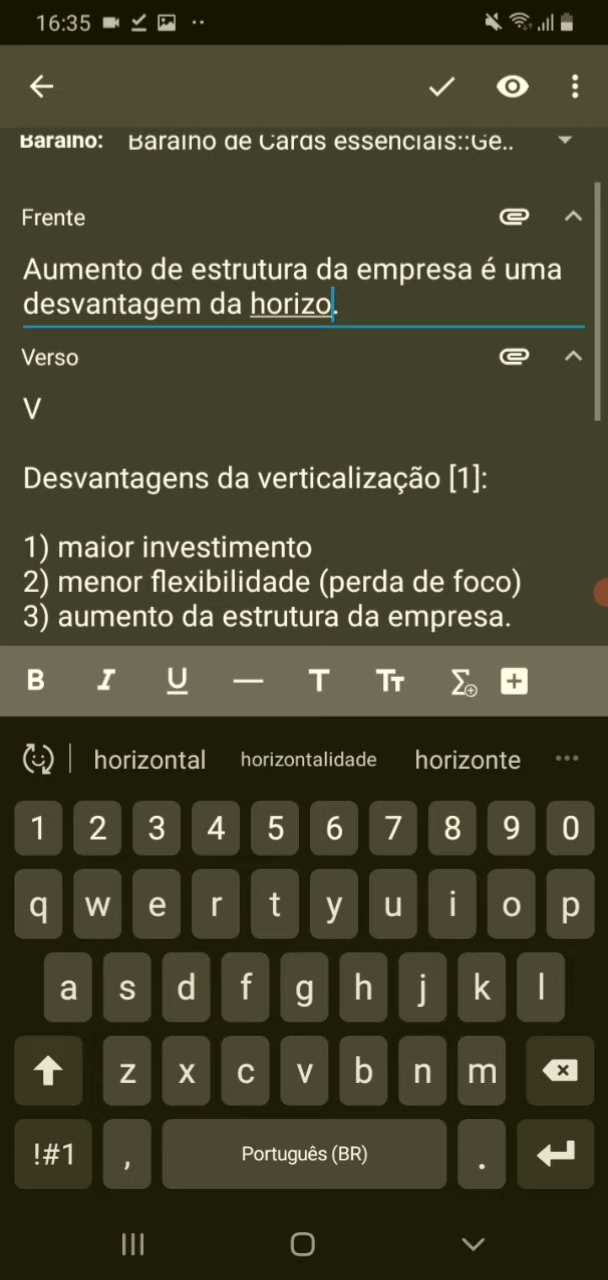 16:35
Baralho: Baralho de Cards essenciais::Ge..
Frente
Aumento de estrutura da empresa é uma
desvantagem da horizo.
Verso
V
Desvantagens da verticalização [1]:
1) maior investimento
2) menor flexibilidade (perda de foco)
3) aumento da estrutura da empresa.
B I U T TT Σ
horizontal horizontalidade horizonte
1 2 3 4 5 6 7 8 9 0
q w e r t y u i o p
a s d f g h j k l
z x c v b n m
!#1 , Português (BR) .